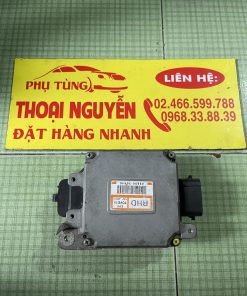 PHỤ TÙNG
LIÊN HỆ:
THOẠI NGUYỄN
02.466.599.788
0968.33.88.39
ĐẶT HÀNG NHANH
RHD